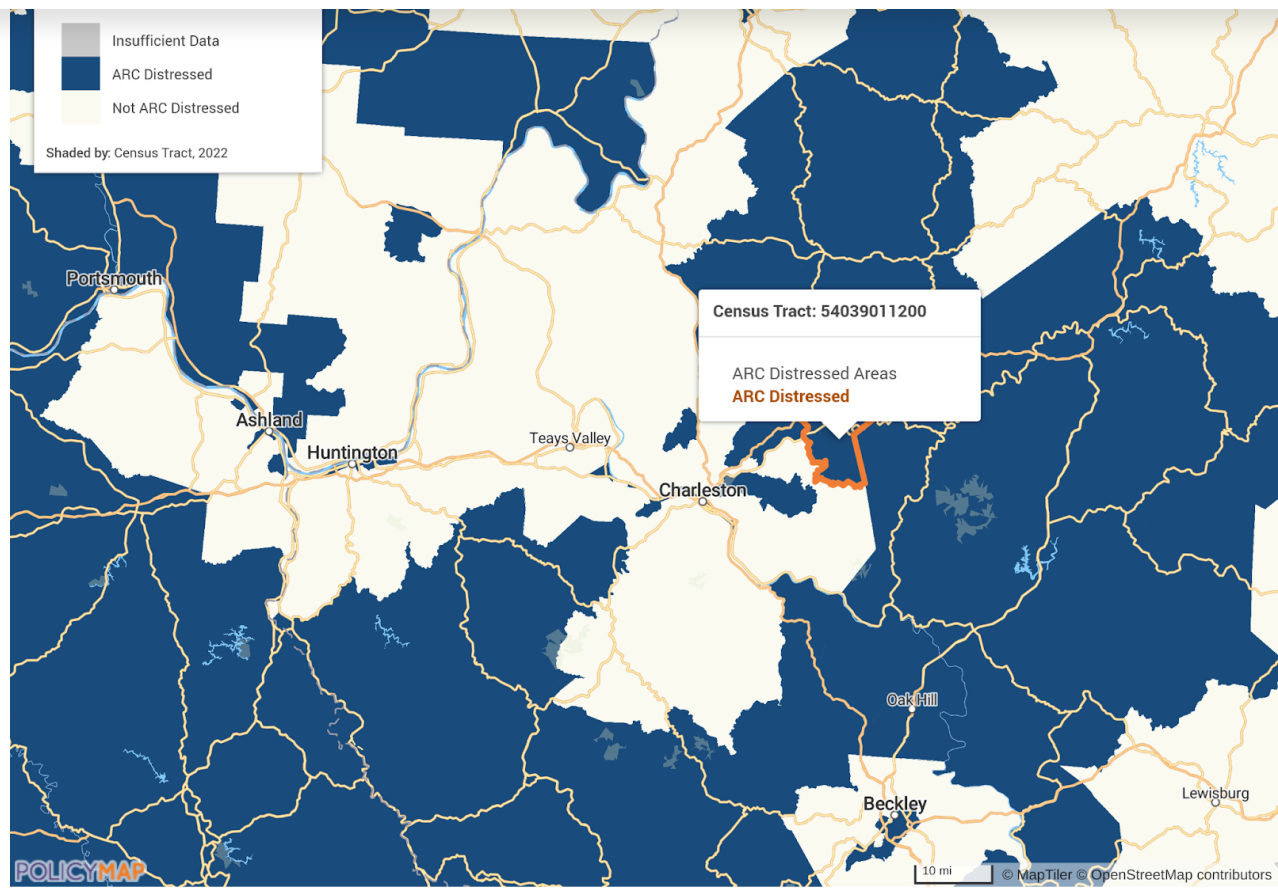 Insufficient Data
ARC Distressed
Not ARC Distressed
Shaded by: Census Tract, 2022
Portsmouth
Census Tract: 54039011200
ARC Distressed Areas
ARC Distressed
Ashland
Huntington
Teays Valley
Charleston
Oak Hill
Beckley
Lewisburg
POLICYMAP
10 mi
© MapTiler © OpenStreetMap contributors